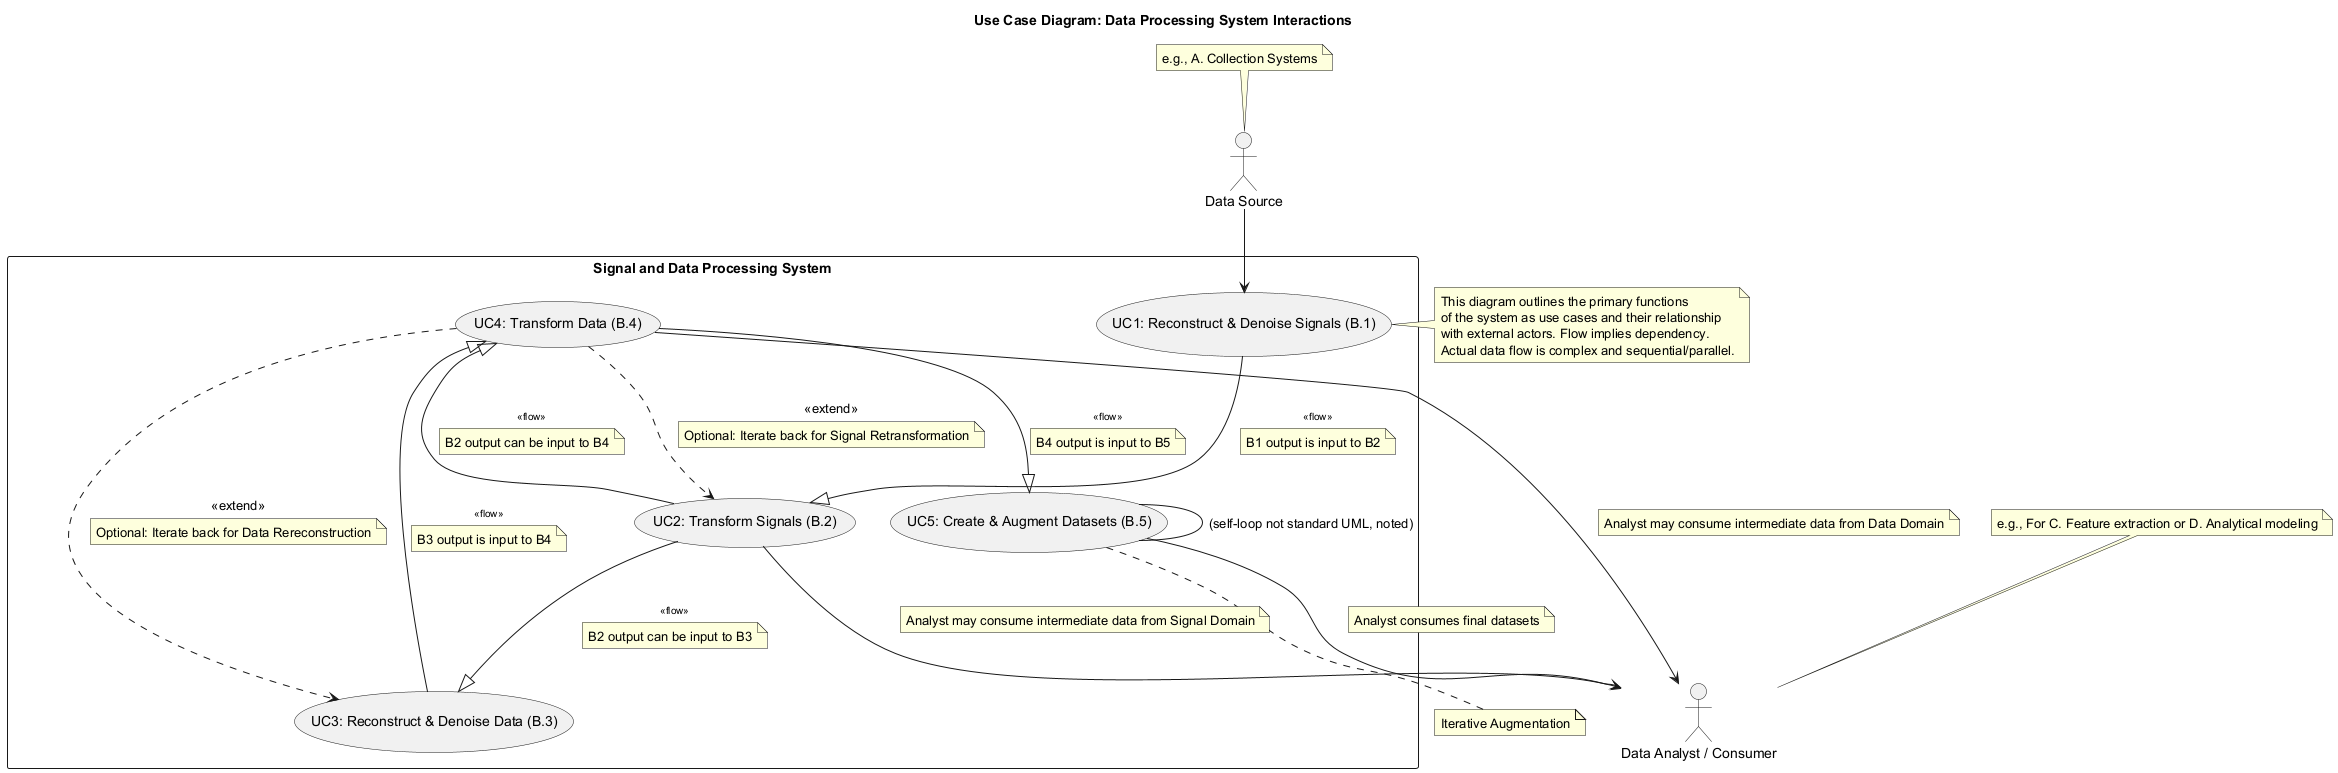 Use Case Diagram: Data Processing System Interactions
e.g., A. Collection Systems
Data Source
Signal and Data Processing System
UC4: Transform Data (B.4)
UC1: Reconstruct & Denoise Signals (B.1)
This diagram outlines the primary functions
of the system as use cases and their relationship
with external actors. Flow implies dependency.
Actual data flow is complex and sequential/parallel.
«flow»
B2 output can be input to B4
«extend»
Optional: Iterate back for Signal Retransformation
«flow»
B4 output is input to B5
«flow»
B1 output is input to B2
«extend»
Optional: Iterate back for Data Rereconstruction
«flow»
B3 output is input to B4
UC2: Transform Signals (B.2)
UC5: Create & Augment Datasets (B.5)
(self-loop not standard UML, noted)
Analyst may consume intermediate data from Data Domain
e.g., For C. Feature extraction or D. Analytical modeling
«flow»
B2 output can be input to B3
Analyst may consume intermediate data from Signal Domain
Analyst consumes final datasets
UC3: Reconstruct & Denoise Data (B.3)
Iterative Augmentation
Data Analyst / Consumer